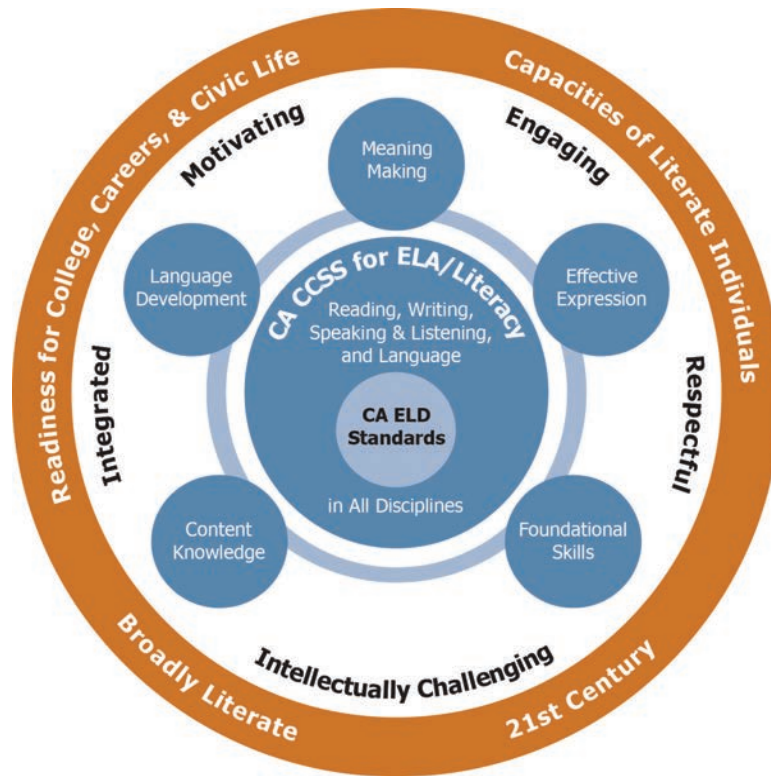 Readiness for College, Careers, & Civic Life
Capacities of Literate Individuals
Motivating
Engaging
Meaning
Making
Language
Development
Effective
Expression
CA CCSS for ELA/Literacy
Reading, Writing,
Speaking & Listening,
and Language
CA ELD
Standards
in All Disciplines
Integrated
Respectful
Content
Knowledge
Foundational
Skills
Intellectually Challenging
Broadly Literate
21st Century